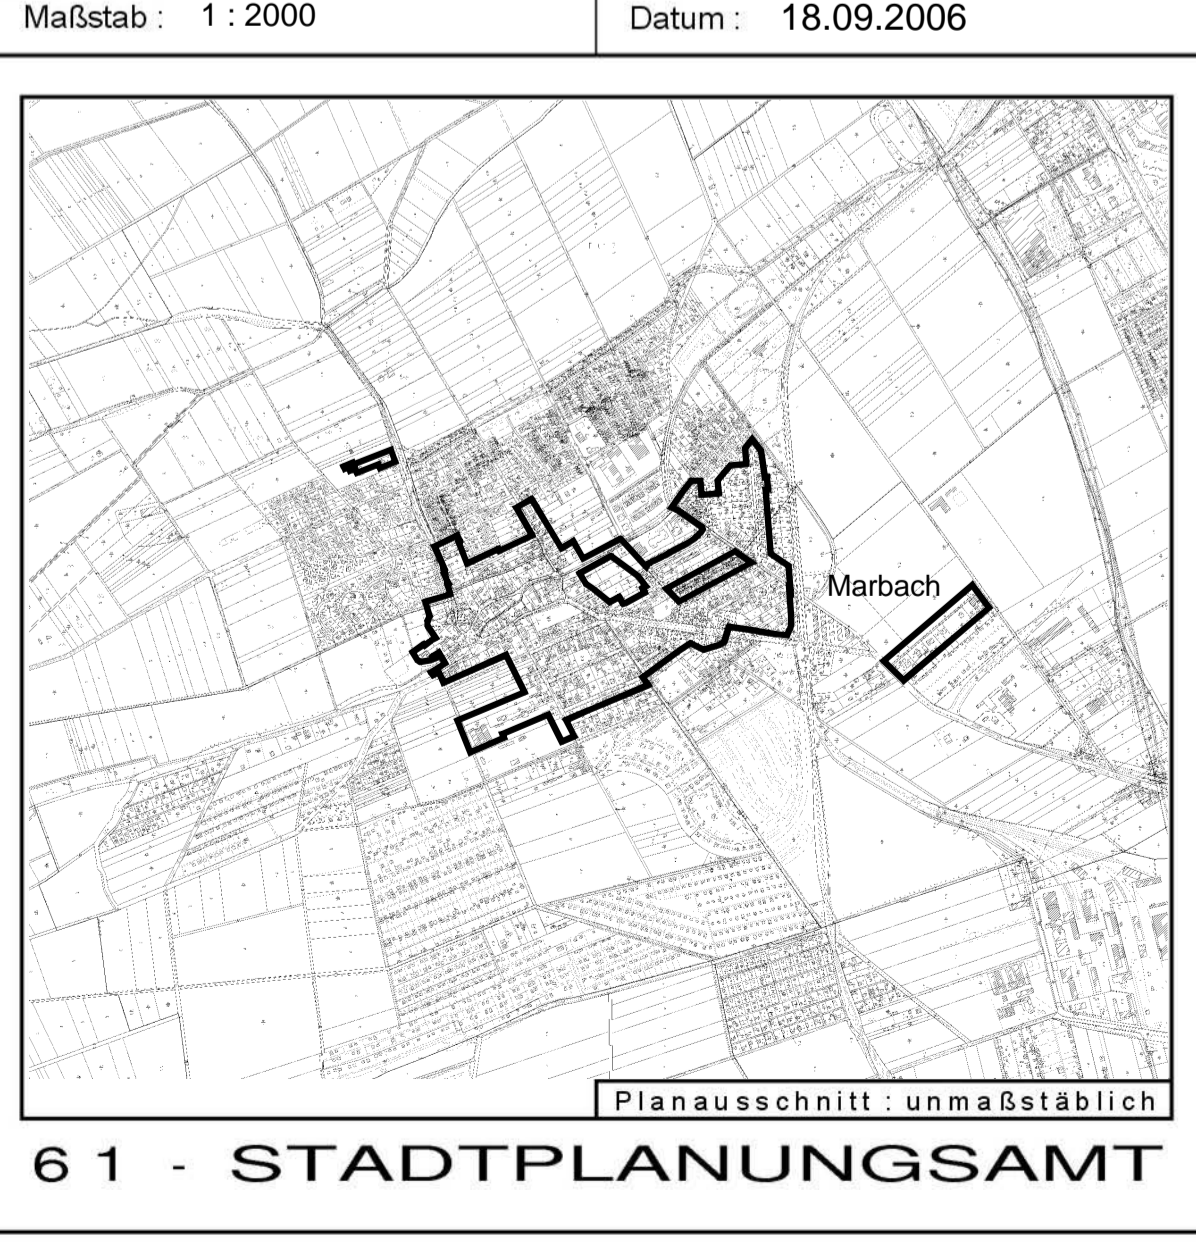 Maßstab : 1 : 2000
Datum : 18.09.2006
Marbach
Planausschnitt : unmaßstäblich
61 - STADTPLANUNGSAMT